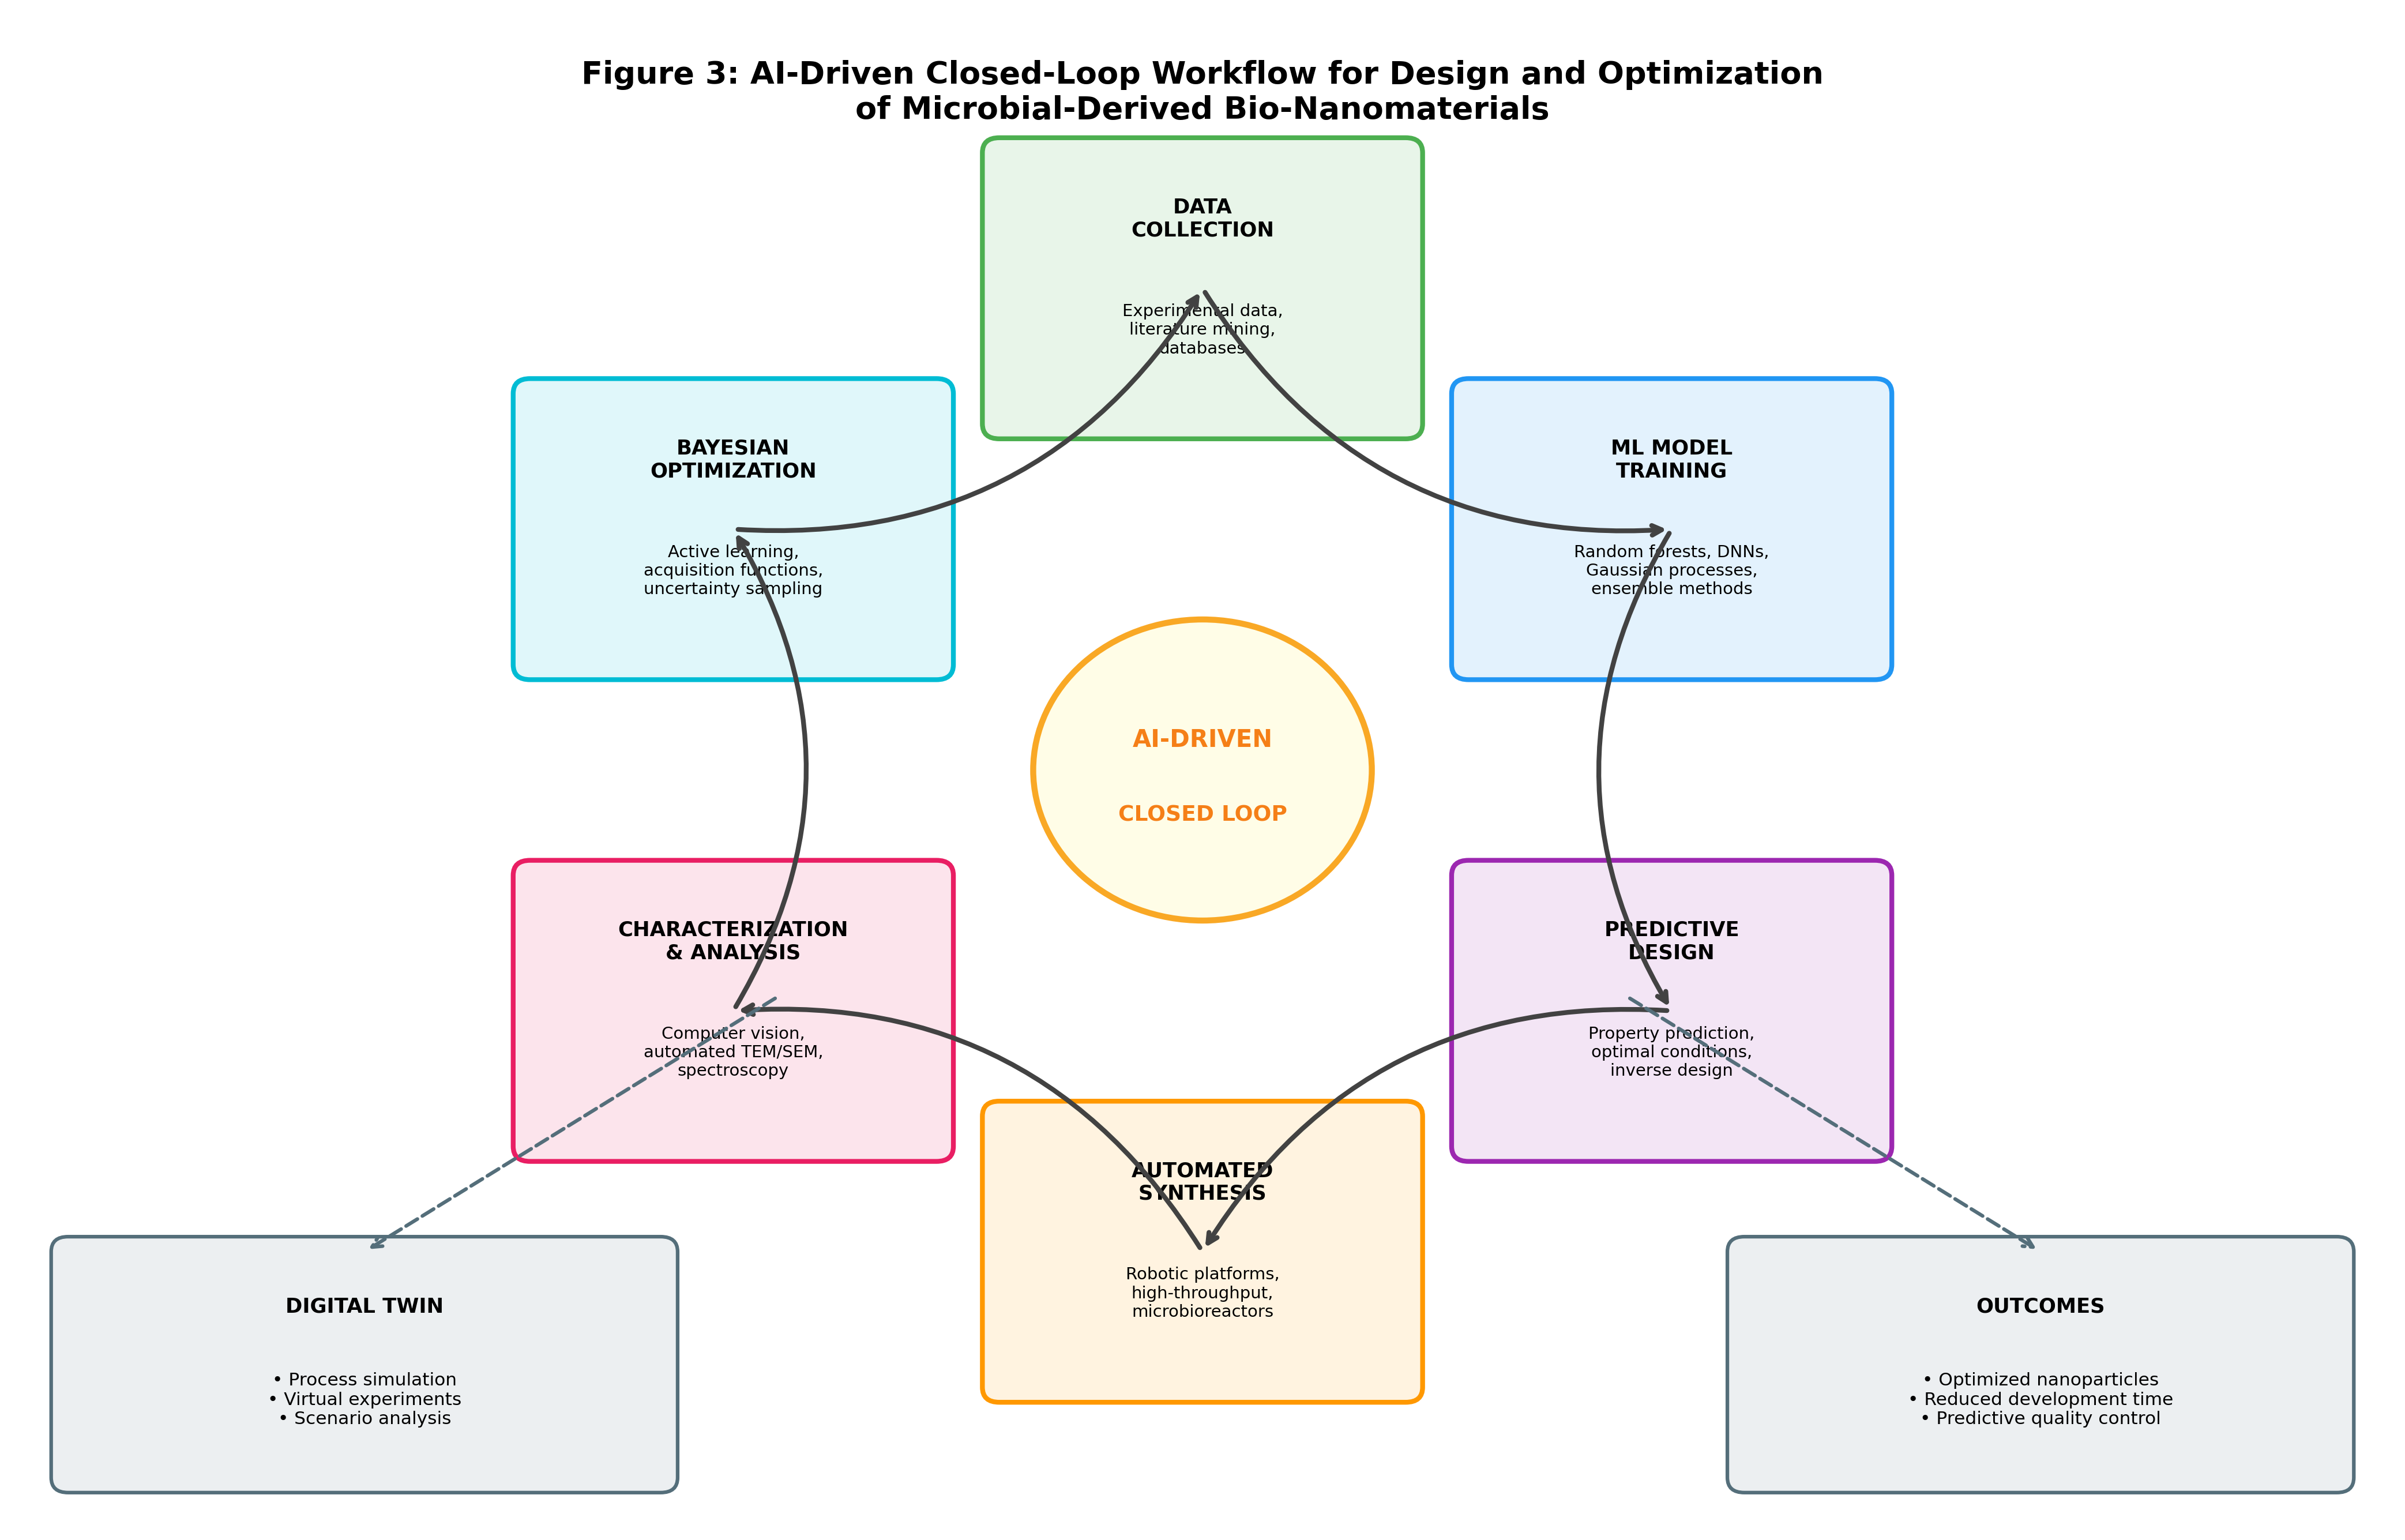 Figure 3: AI-Driven Closed-Loop Workflow for Design and Optimization
of Microbial-Derived Bio-Nanomaterials
DATA
COLLECTION
Experimental data,
literature mining,
databases
BAYESIAN
OPTIMIZATION
Active learning,
acquisition functions,
uncertainty sampling
ML MODEL
TRAINING
Random forests, DNNs,
Gaussian processes,
ensemble methods
AI-DRIVEN
CLOSED LOOP
CHARACTERIZATION
& ANALYSIS
Computer vision,
automated TEM/SEM,
spectroscopy
PREDICTIVE
DESIGN
Property prediction,
optimal conditions,
inverse design
AUTOMATED
SYNTHESIS
Robotic platforms,
high-throughput,
microbioreactors
DIGITAL TWIN
• Process simulation
• Virtual experiments
• Scenario analysis
OUTCOMES
• Optimized nanoparticles
• Reduced development time
• Predictive quality control